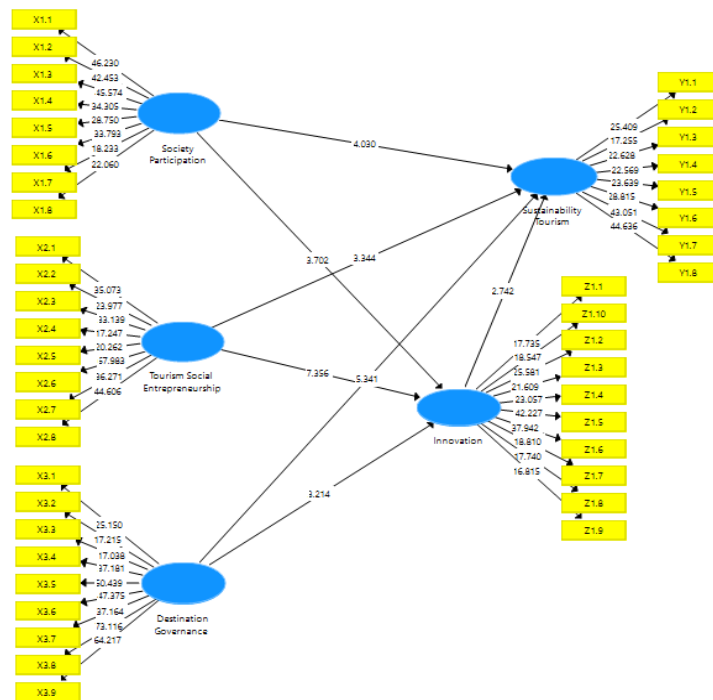 X1.1
X1.2
X1.3
X1.4
X1.5
X1.6
X1.7
X1.8
46.230
42.453
45.574
34.305
28.750
33.793
18.233
22.060
Society
Participation
4.030
3.702
X2.1
X2.2
X2.3
X2.4
X2.5
X2.6
X2.7
X2.8
35.073
23.977
33.139
17.247
20.262
57.983
36.271
44.606
Tourism Social
Entrepreneurship
3.344
7.356
X3.1
X3.2
X3.3
X3.4
X3.5
X3.6
X3.7
X3.8
X3.9
25.150
17.215
17.038
37.181
50.439
47.375
37.164
73.116
64.217
Destination
Governance
5.341
3.214
Y1.1
Y1.2
Y1.3
Y1.4
Y1.5
Y1.6
Y1.7
Y1.8
25.409
17.255
22.628
22.569
23.639
28.815
43.051
44.636
Sustainability
Tourism
2.742
Z1.1
Z1.10
Z1.2
Z1.3
Z1.4
Z1.5
Z1.6
Z1.7
Z1.8
Z1.9
17.735
18.547
25.581
21.609
23.057
42.227
37.942
18.810
17.740
16.815
Innovation